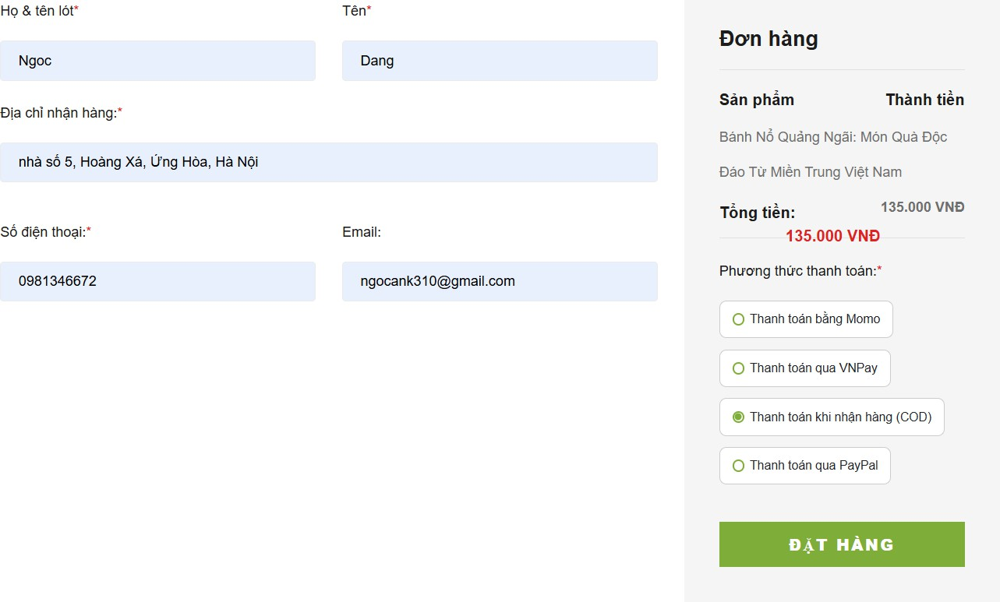 Họ & tên lót*
Tên*
Ngoc
Dang
Địa chỉ nhận hàng:*
nhà số 5, Hoàng Xá, Ứng Hòa, Hà Nội
Số điện thoại:*
Email:
0981346672
ngocank310@gmail.com
Đơn hàng
Sản phẩm
Thành tiền
Bánh Nổ Quảng Ngãi: Món Quà Độc
Đáo Từ Miền Trung Việt Nam
135.000 VNĐ
Tổng tiền:
135.000 VNĐ
Phương thức thanh toán:*
Thanh toán bằng Momo
Thanh toán qua VNPay
Thanh toán khi nhận hàng (COD)
Thanh toán qua PayPal
ĐẶT HÀNG